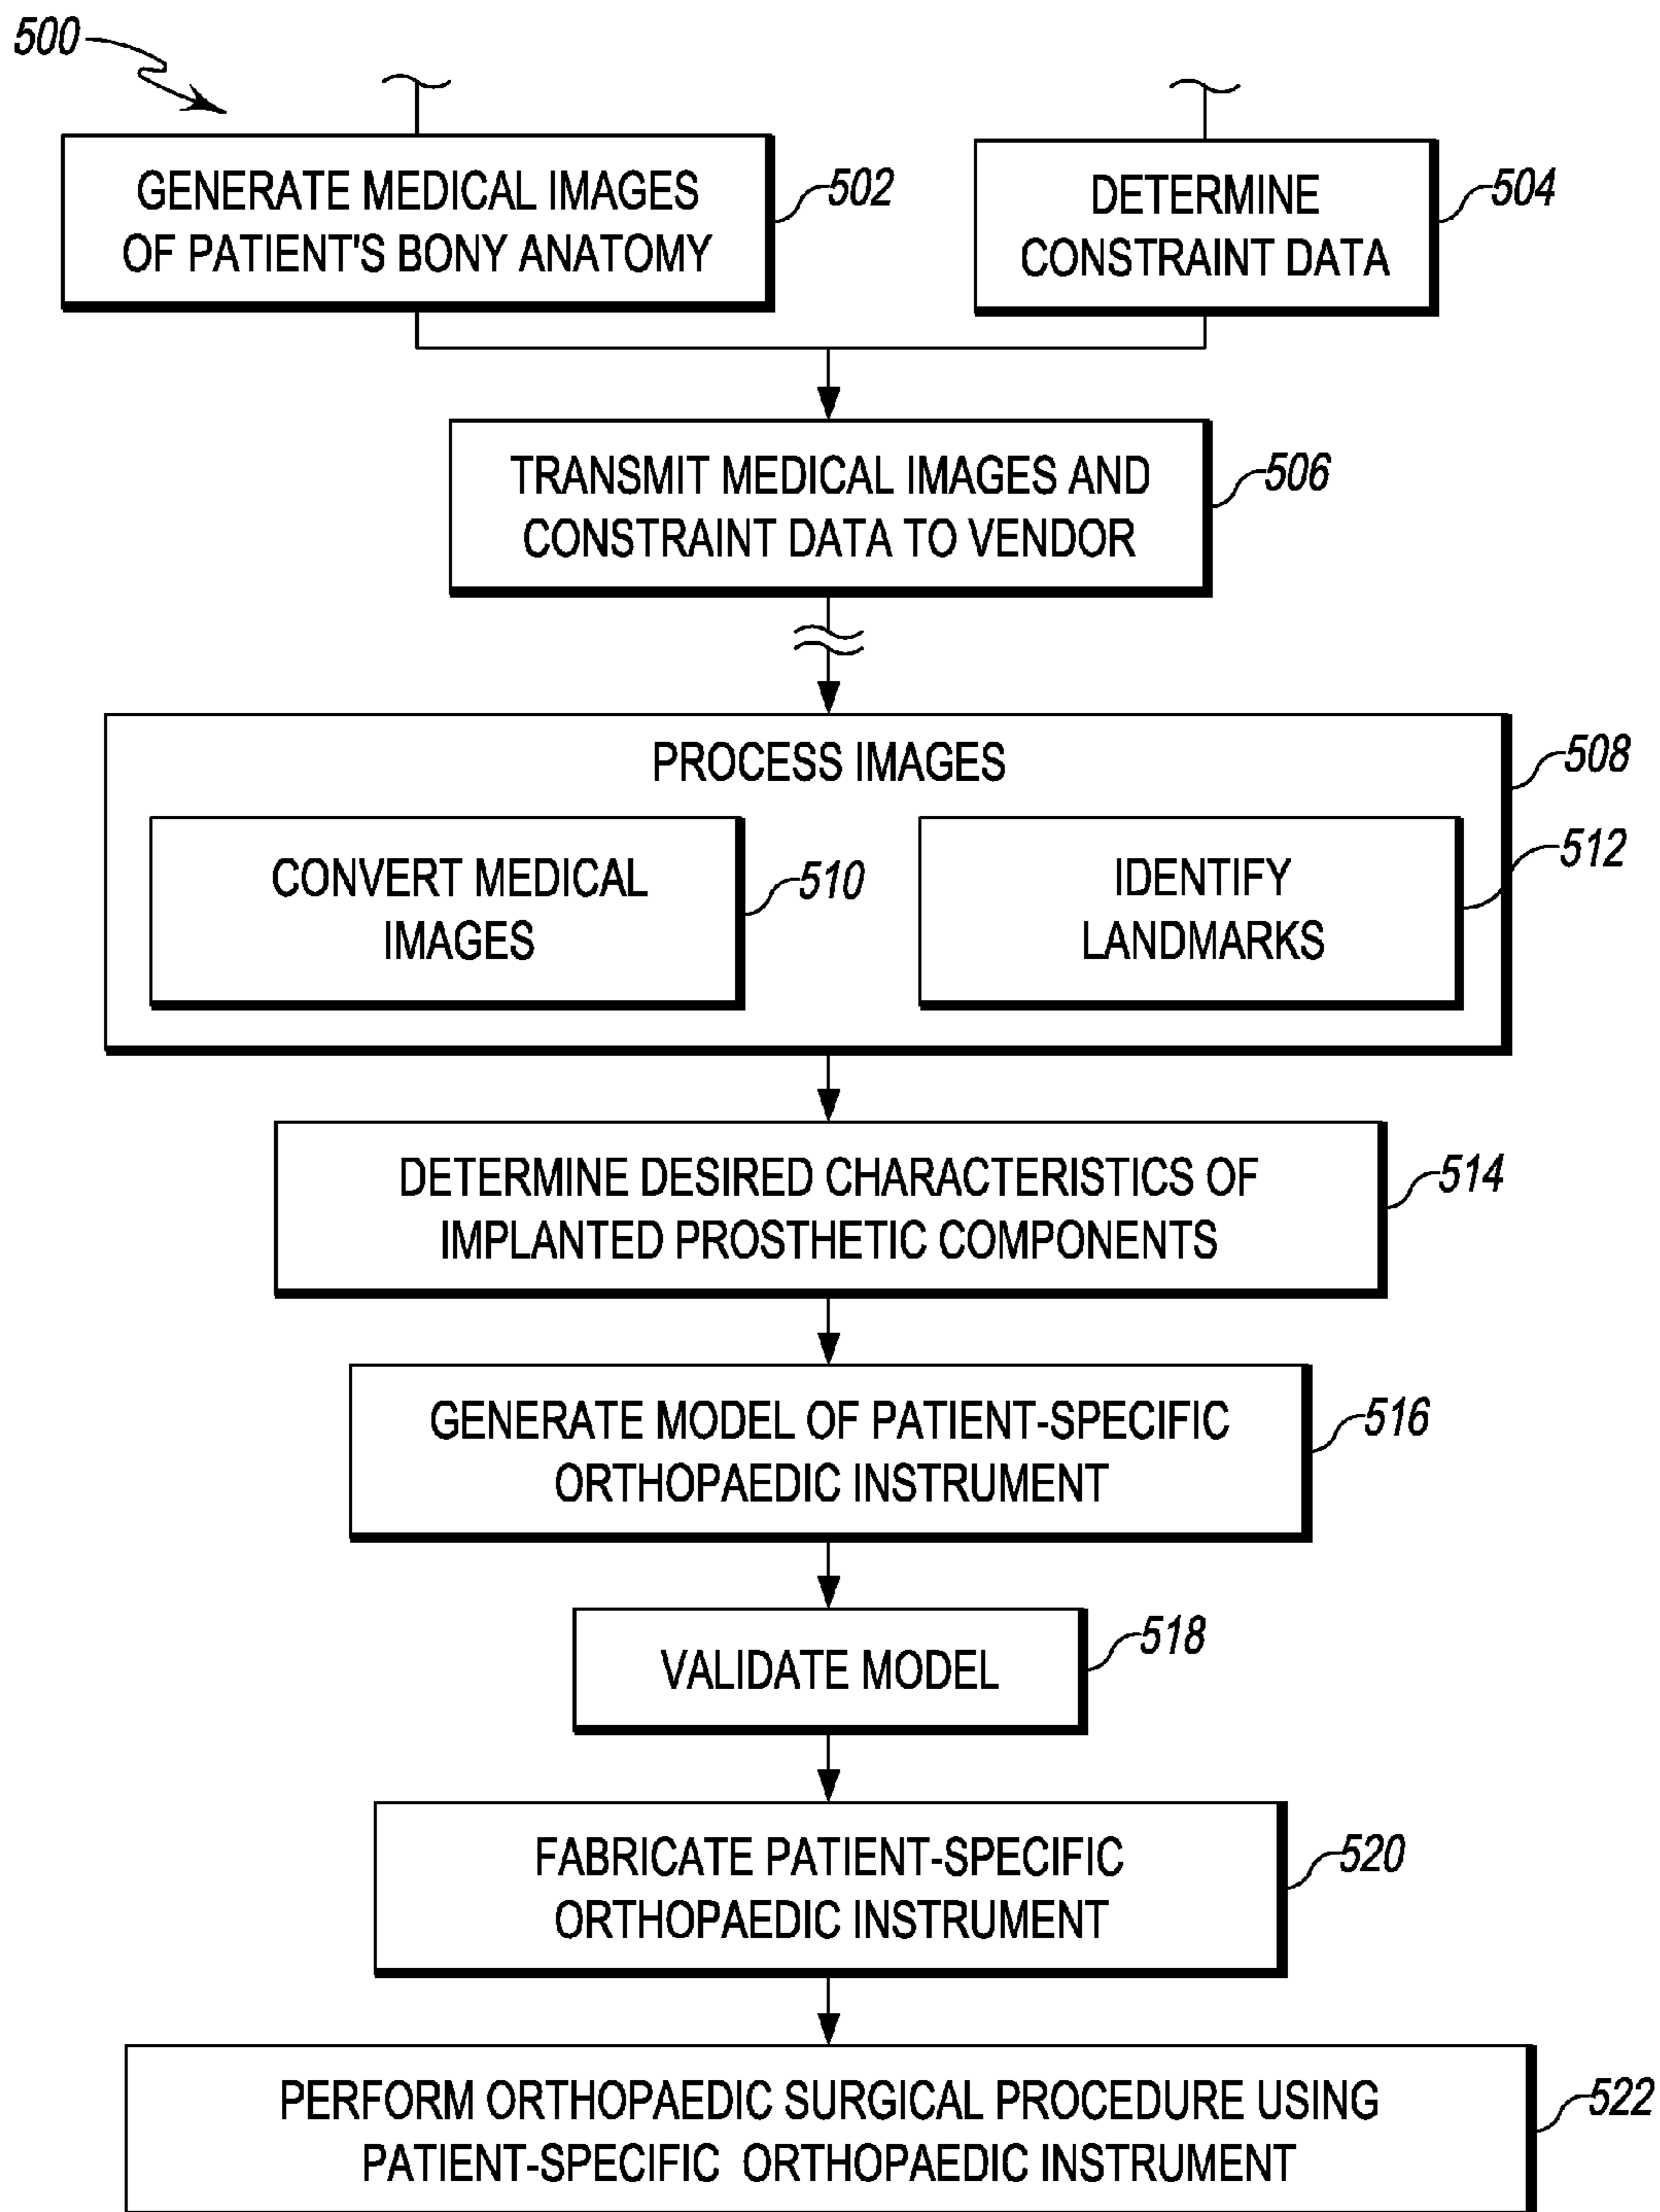 500
GENERATE MEDICAL IMAGES
OF PATIENT'S BONY ANATOMY
502
DETERMINE
CONSTRAINT DATA
504
TRANSMIT MEDICAL IMAGES AND
CONSTRAINT DATA TO VENDOR
506
PROCESS IMAGES
508
CONVERT MEDICAL
IMAGES
510
IDENTIFY
LANDMARKS
512
DETERMINE DESIRED CHARACTERISTICS OF
IMPLANTED PROSTHETIC COMPONENTS
514
GENERATE MODEL OF PATIENT-SPECIFIC
ORTHOPAEDIC INSTRUMENT
516
VALIDATE MODEL
518
FABRICATE PATIENT-SPECIFIC
ORTHOPAEDIC INSTRUMENT
520
PERFORM ORTHOPAEDIC SURGICAL PROCEDURE USING
PATIENT-SPECIFIC ORTHOPAEDIC INSTRUMENT
522